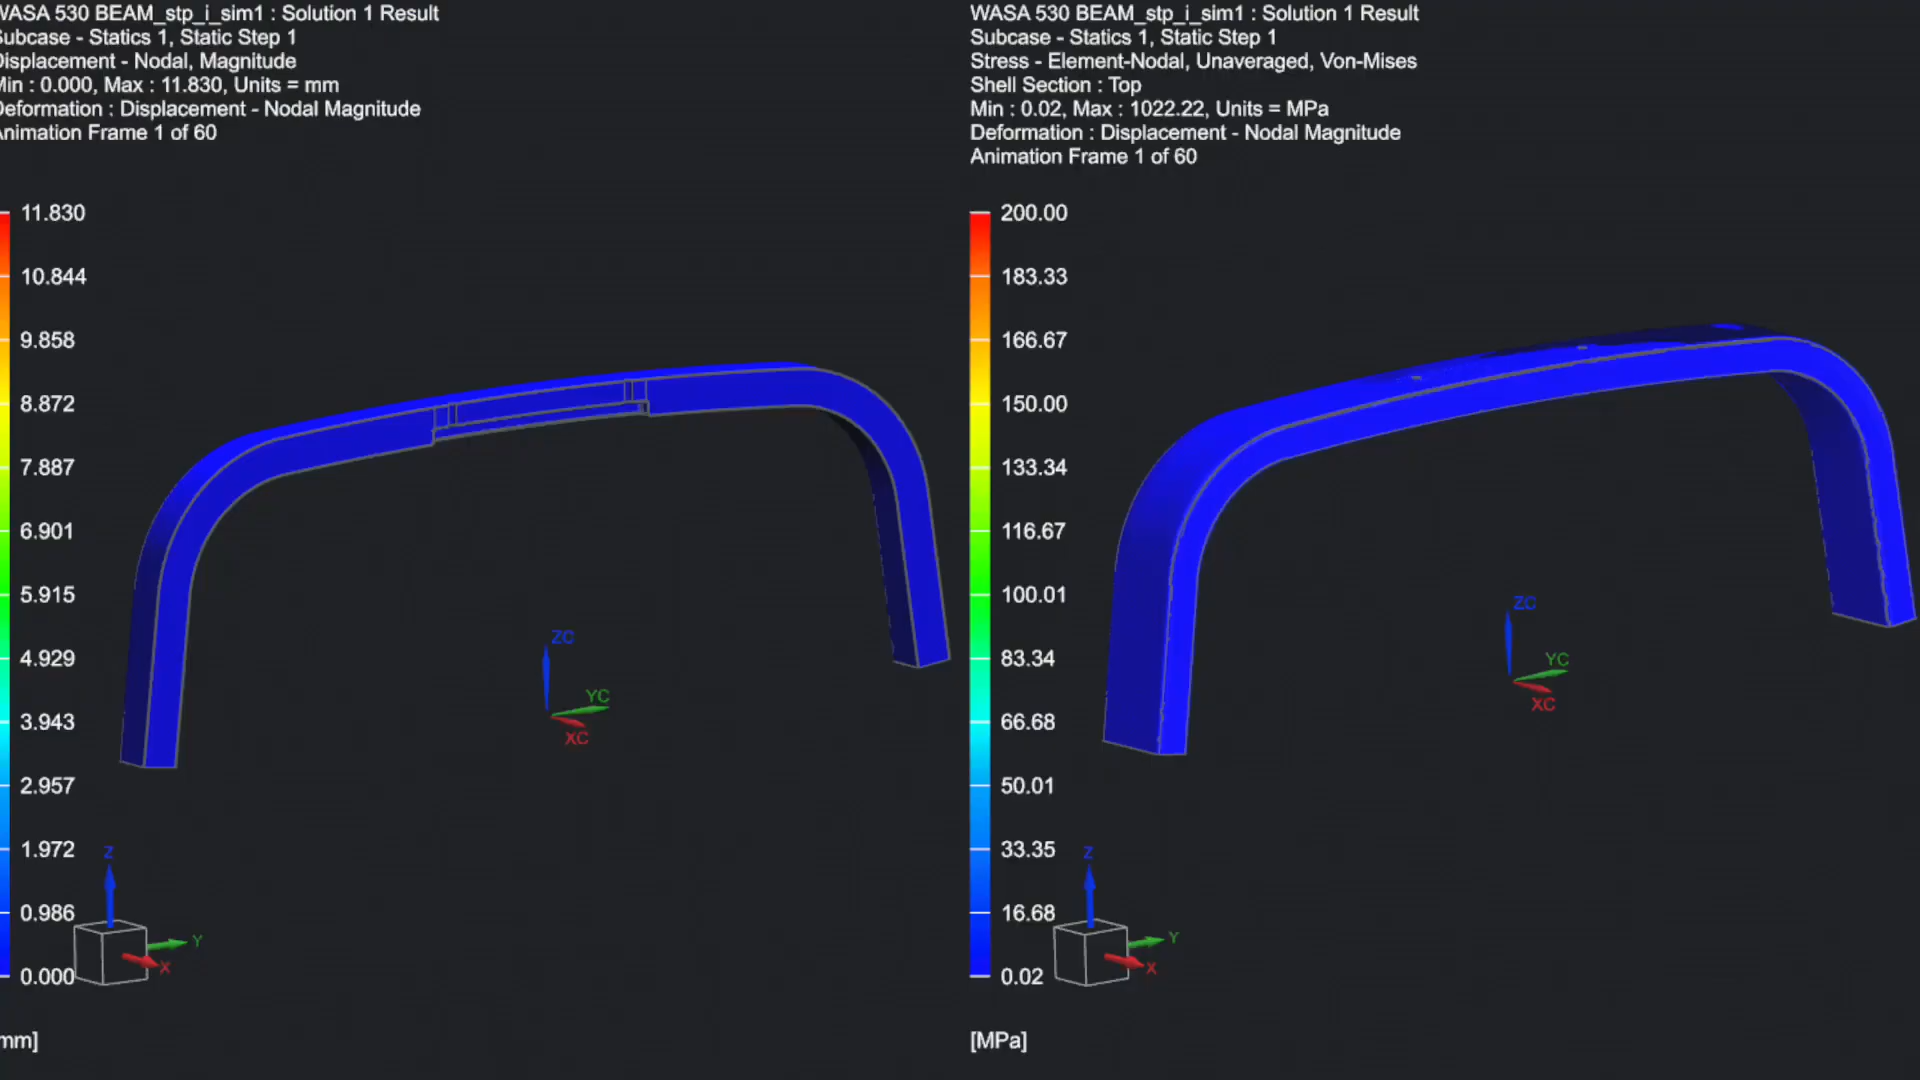 WASA 530 BEAM_stp_i_sim1 : Solution 1 Result
Subcase - Statics 1, Static Step 1
Displacement - Nodal, Magnitude
Min : 0.000, Max : 11.830, Units = mm
Deformation : Displacement - Nodal Magnitude
Animation Frame 1 of 60
11.830
10.844
9.858
8.872
7.887
6.901
5.915
4.929
3.943
2.957
1.972
0.986
0.000
mm]
ZC
YC
XC
Z
Y
X
WASA 530 BEAM_stp_i_sim1 : Solution 1 Result
Subcase - Statics 1, Static Step 1
Stress - Element-Nodal, Unaveraged, Von-Mises
Shell Section : Top
Min : 0.02, Max : 1022.22, Units = MPa
Deformation : Displacement - Nodal Magnitude
Animation Frame 1 of 60
200.00
183.33
166.67
150.00
133.34
116.67
100.01
83.34
66.68
50.01
33.35
16.68
0.02
[MPa]
ZC
YC
XC
Z
Y
X